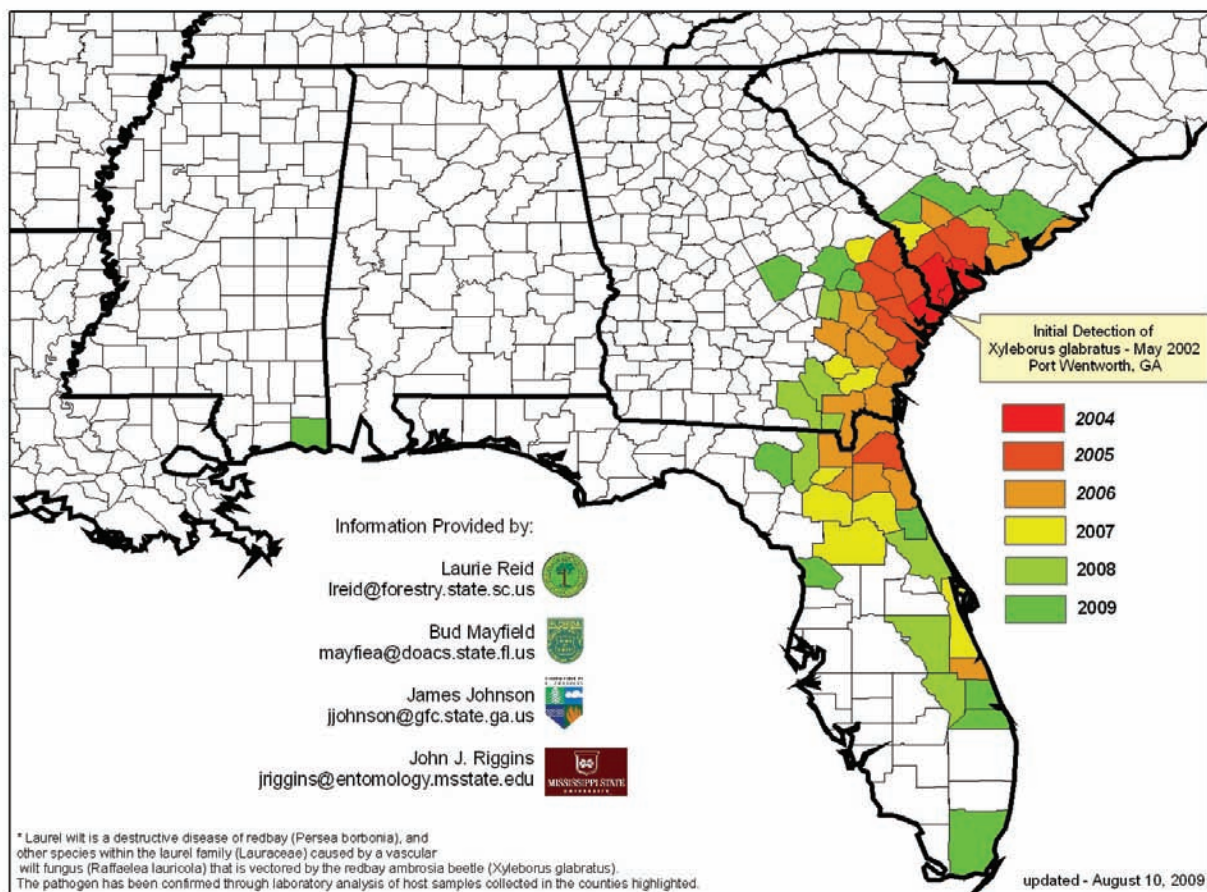 Initial Detection of
Xyleborus glabratus - May 2002
Port Wentworth, GA
2004
2005
2006
2007
2008
2009
Information Provided by:
Laurie Reid
lreid@forestry.state.sc.us
Bud Mayfield
mayfiea@doacs.state.fl.us
James Johnson
jjohnson@gfc.state.ga.us
John J. Riggins
jriggins@entomology.msstate.edu
MISSISSIPPI STATE
UNIVERSITY
* Laurel wilt is a destructive disease of redbay (Persea borbonia), and
other species within the laurel family (Lauraceae) caused by a vascular
wilt fungus (Raffaelea lauricola) that is vectored by the redbay ambrosia beetle (Xyleborus glabratus).
The pathogen has been confirmed through laboratory analysis of host samples collected in the counties highlighted.
updated - August 10, 2009